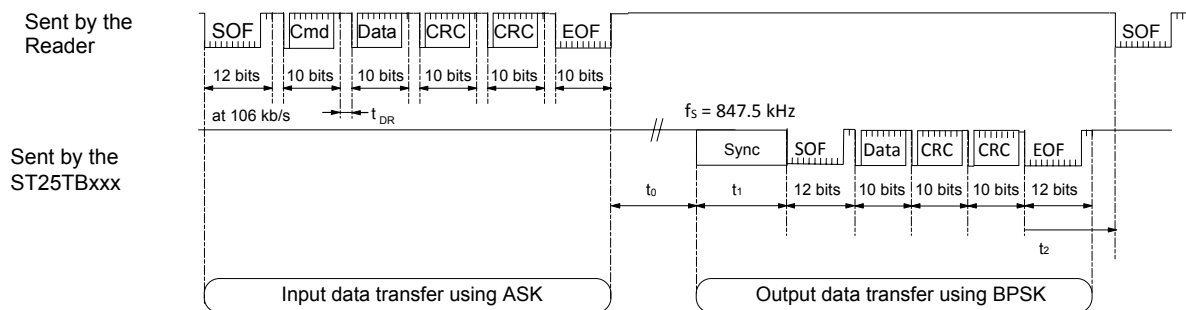 Sent by the
Reader
SOF Cmd Data CRC CRC EOF SOF
12 bits 10 bits 10 bits 10 bits 10 bits 10 bits
at 106 kb/s tDR fs = 847.5 kHz
Sent by the
ST25TBxxx
Sync SOF Data CRC CRC EOF
t0 t1 12 bits 10 bits 10 bits 10 bits 12 bits
t2
Input data transfer using ASK Output data transfer using BPSK